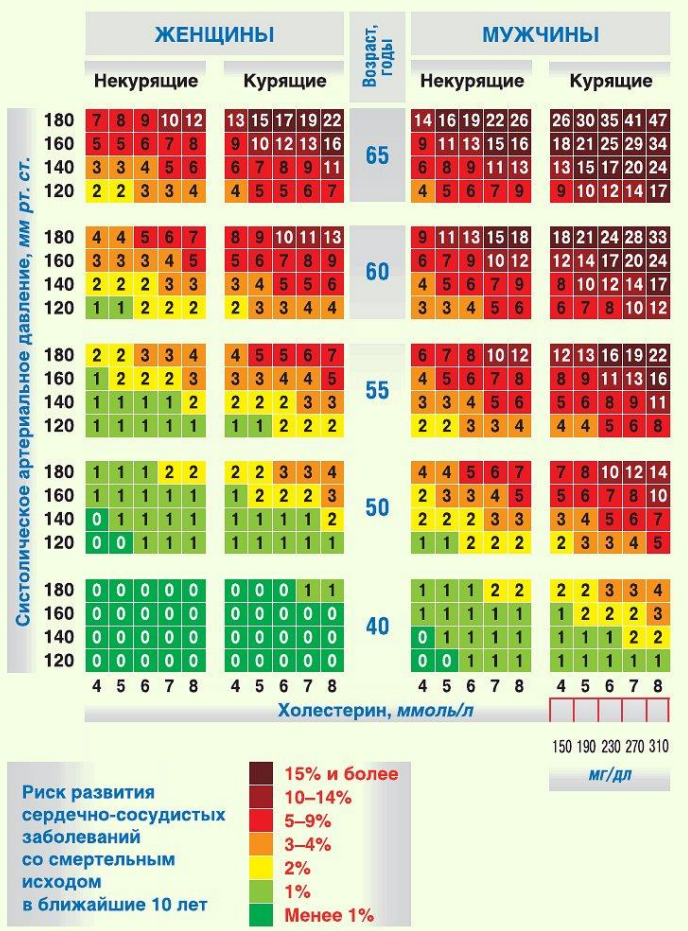 ЖЕНЩИНЫ Возраст, годы МУЖЧИНЫ
Некурящие Курящие Некурящие Курящие
Систолическое артериальное давление, мм рт. ст.
180 7 8 9 10 12 13 15 17 19 22 14 16 19 22 26 26 30 35 41 47
160 5 5 6 7 8 9 10 12 13 16 65 9 11 13 15 16 18 21 25 29 34
140 3 3 4 5 6 6 7 8 9 11 6 8 9 11 13 13 15 17 20 24
120 2 2 3 3 4 4 5 5 6 7 4 5 6 7 9 9 10 12 14 17
180 4 4 5 6 7 8 9 10 11 13 9 11 13 15 18 18 21 24 28 33
160 3 3 3 4 5 5 6 7 8 9 60 6 7 9 10 12 12 14 17 20 24
140 2 2 2 3 3 3 4 5 5 6 4 5 6 7 9 8 10 12 14 17
120 1 1 2 2 2 2 3 3 4 4 3 3 4 5 6 6 7 8 10 12
180 2 2 3 3 4 4 5 5 6 7 6 7 8 10 12 12 13 16 19 22
160 1 2 2 2 3 3 3 4 4 5 55 4 5 6 7 8 8 9 11 13 16
140 1 1 1 1 2 2 2 2 3 3 3 3 4 5 6 5 6 8 9 11
120 1 1 1 1 1 1 1 2 2 2 2 2 3 3 4 4 4 5 6 8
180 1 1 1 2 2 2 2 3 3 4 4 4 5 6 7 7 8 10 12 14
160 1 1 1 1 1 1 2 2 2 3 50 2 3 3 4 5 5 6 7 8 10
140 0 1 1 1 1 1 1 1 1 2 2 2 2 3 3 3 4 5 6 7
120 0 0 1 1 1 1 1 1 1 1 1 1 2 2 2 2 3 3 4 5
180 0 0 0 0 0 0 0 0 1 1 1 1 1 2 2 2 2 3 3 4
160 0 0 0 0 0 0 0 0 0 0 40 1 1 1 1 1 1 2 2 2 3
140 0 0 0 0 0 0 0 0 0 0 0 1 1 1 1 1 1 1 2 2
120 0 0 0 0 0 0 0 0 0 0 0 0 1 1 1 1 1 1 1 1
4 5 6 7 8 4 5 6 7 8 4 5 6 7 8 4 5 6 7 8
Холестерин, ммоль/л
150 190 230 270 310
мг/дл
Риск развития
сердечно-сосудистых
заболеваний
со смертельным
исходом
в ближайшие 10 лет
15% и более
10–14%
5–9%
3–4%
2%
1%
Менее 1%